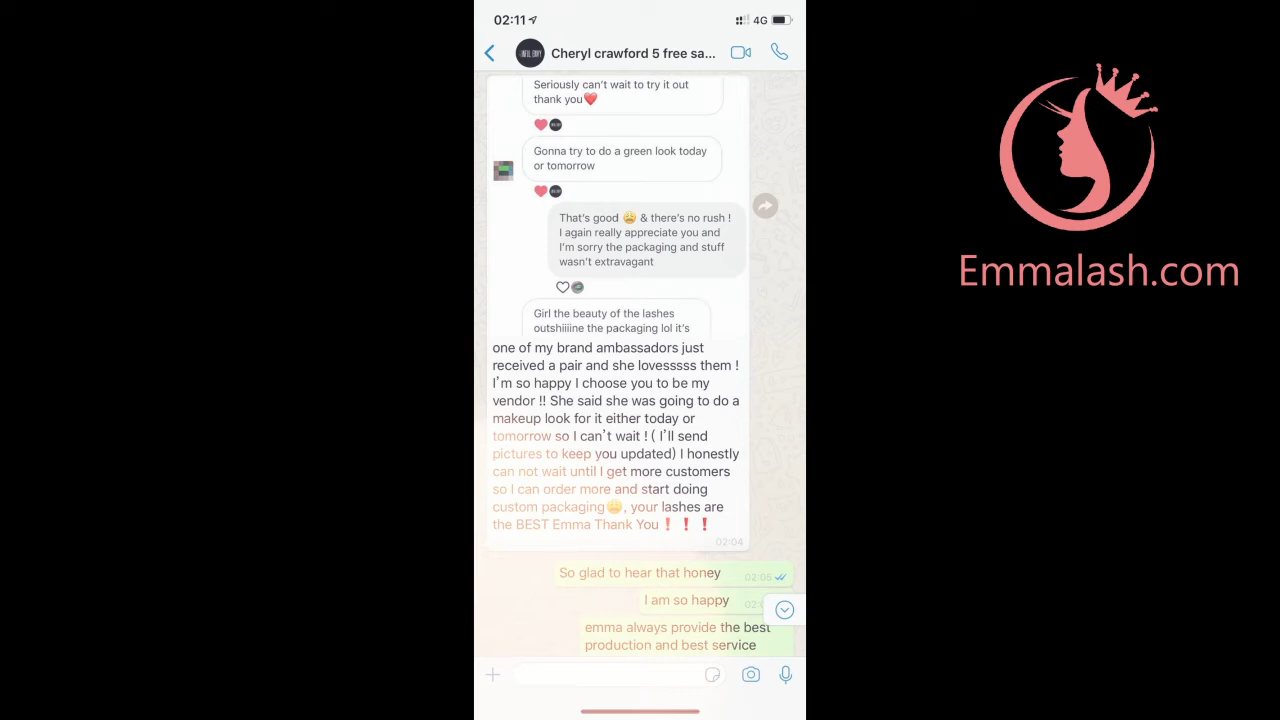 02:11
4G
Cheryl crawford 5 free sa...
Seriously can't wait to try it out
thank you❤️
Gonna try to do a green look today
or tomorrow
That's good 😩 & there's no rush !
I again really appreciate you and
I'm sorry the packaging and stuff
wasn't extravagant
Girl the beauty of the lashes
outshiiiine the packaging lol it's
one of my brand ambassadors just
received a pair and she lovesssss them !
I'm so happy I choose you to be my
vendor !! She said she was going to do a
makeup look for it either today or
tomorrow so I can't wait ! ( I'll send
pictures to keep you updated) I honestly
can not wait until I get more customers
so I can order more and start doing
custom packaging😩, your lashes are
the BEST Emma Thank You❗❗❗
02:04
So glad to hear that honey
02:05
I am so happy
emma always provide the best
production and best service
Emmalash.com